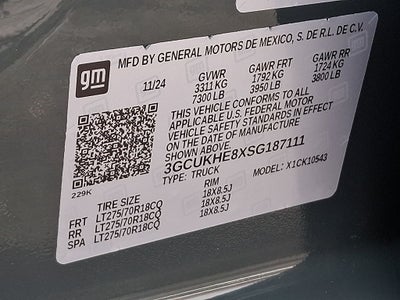 gm
MFD BY GENERAL MOTORS DE MEXICO, S. DE R.L. DE C.V.
11/24 GVWR GAWR FRT GAWR RR
3311 KG 1792 KG 1724 KG
7300 LB 3950 LB 3800 LB
THIS VEHICLE CONFORMS TO ALL
APPLICABLE U.S. FEDERAL MOTOR
VEHICLE SAFETY STANDARDS IN EFFECT
ON THE DATE OF MANUFACTURE
SHOWN ABOVE.
3GCUKHE8XSG187111
TYPE: TRUCK MODEL: X1CK10543
229K
TIRE SIZE RIM
FRT LT275/70R18CQ 18X8.5J
RR LT275/70R18CQ 18X8.5J
SPA LT275/70R18CQ 18X8.5J